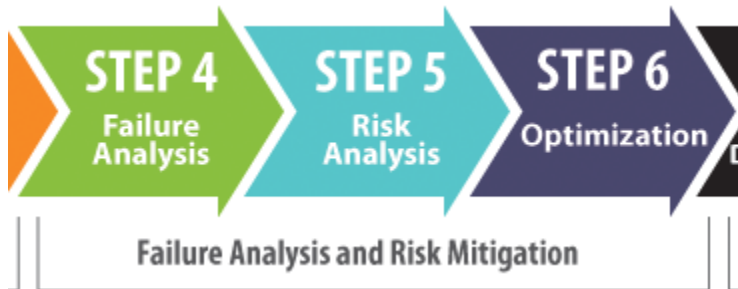 STEP 4
Failure
Analysis
STEP 5
Risk
Analysis
STEP 6
Optimization
Failure Analysis and Risk Mitigation